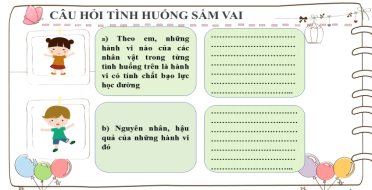 CÂU HỎI TÌNH HUỐNG SẮM VAI
a) Theo em, những
hành vi nào của các
nhân vật trong từng
tình huống trên là hành
vi có tính chất bạo lực
học đường
………………………
………………………
………………………
………………………
………………………
………………………
b) Nguyên nhân, hậu
quả của những hành vi
đó
………………………
………………………
………………………
………………………
………………………